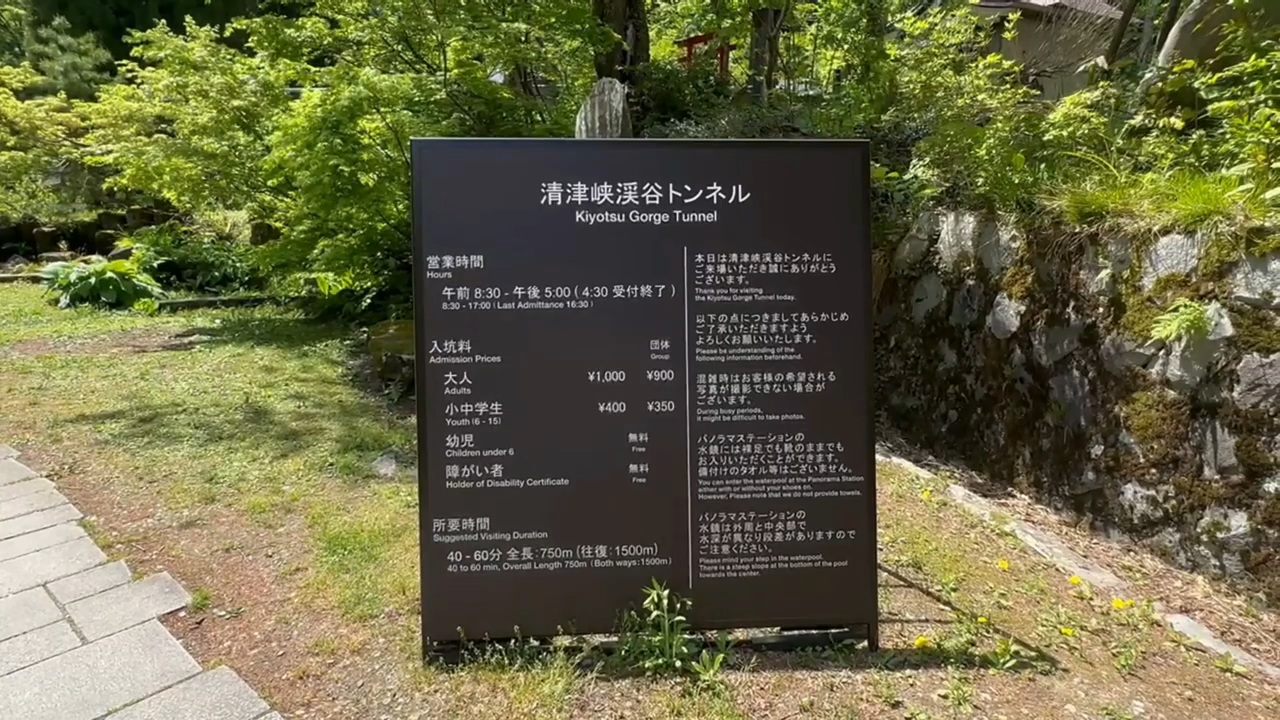 清津峡渓谷トンネル
Kiyotsu Gorge Tunnel
営業時間
Hours
午前 8:30 - 午後 5:00 ( 4:30 受付終了 )
8:30 - 17:00 ( Last Admittance 16:30 )
入坑料 団体
Admission Prices Group
大人 ¥1,000 ¥900
Adults
小中学生 ¥400 ¥350
Youth (6 - 15)
幼児 無料
Children under 6 Free
障がい者 無料
Holder of Disability Certificate Free
所要時間
Suggested Visiting Duration
40 - 60分 全長：750m (往復：1500m)
40 to 60 min, Overall Length 750m (Both ways:1500m)
本日は清津峡渓谷トンネルに
ご来場いただき誠にありがとう
ございます。
Thank you for visiting
the Kiyotsu Gorge Tunnel today.
以下の点につきましてあらかじめ
ご了承いただきますよう
よろしくお願いいたします。
Please be understanding of the
following information beforehand.
混雑時はお客様の希望される
写真が撮影できない場合が
ございます。
During busy periods,
it might be difficult to take photos.
パノラマステーションの
水鏡には裸足でも靴のままでも
お入りいただくことができます。
備付けのタオル等はございません。
You can enter the waterpool at the Panorama Station
either with or without your shoes on.
However, Please note that we do not provide towels.
パノラマステーションの
水鏡は外周と中央部で
水深が異なり段差がありますので
ご注意ください。
Please mind your step in the waterpool.
There is a steep slope at the bottom of the pool
towards the center.